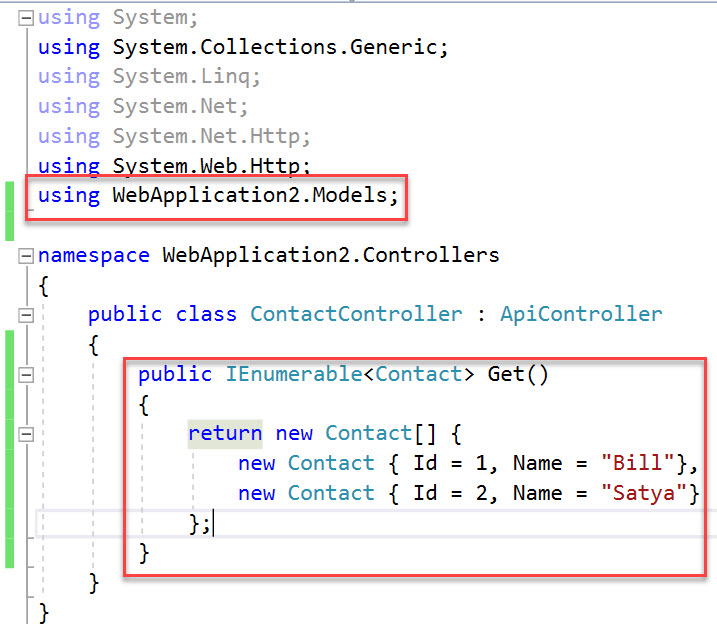 using System;
using System.Collections.Generic;
using System.Linq;
using System.Net;
using System.Net.Http;
using System.Web.Http;
using WebApplication2.Models;
namespace WebApplication2.Controllers
{
    public class ContactController : ApiController
    {
        public IEnumerable<Contact> Get()
        {
            return new Contact[] {
                new Contact { Id = 1, Name = "Bill"},
                new Contact { Id = 2, Name = "Satya"}
            };
        }
    }
}